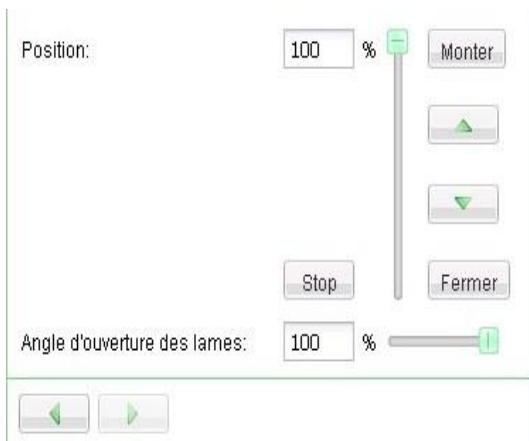 Position: 100 % Monter
Stop Fermer
Angle d'ouverture des lames: 100 %